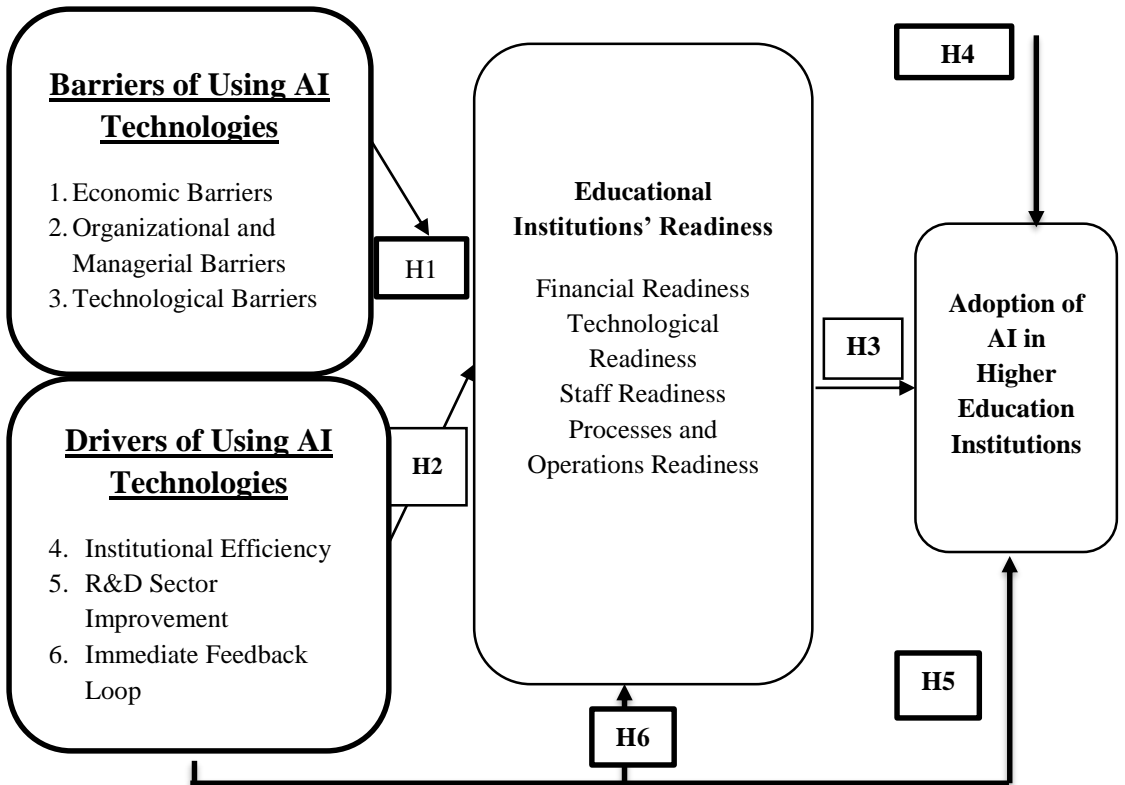 Barriers of Using AI
Technologies
1. Economic Barriers
2. Organizational and
Managerial Barriers
3. Technological Barriers
H1
Drivers of Using AI
Technologies
4. Institutional Efficiency
5. R&D Sector
Improvement
6. Immediate Feedback
Loop
H2
Educational
Institutions’ Readiness
Financial Readiness
Technological
Readiness
Staff Readiness
Processes and
Operations Readiness
H3
H4
Adoption of
AI in
Higher
Education
Institutions
H5
H6